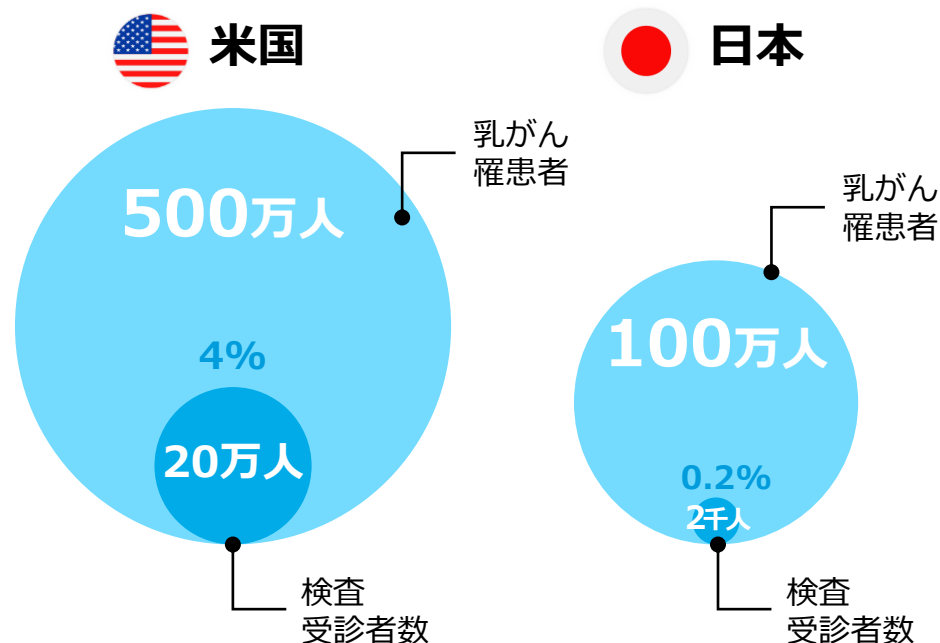 米国
乳がん
罹患者
500万人
4%
20万人
検査
受診者数
日本
乳がん
罹患者
100万人
0.2%
2千人
検査
受診者数